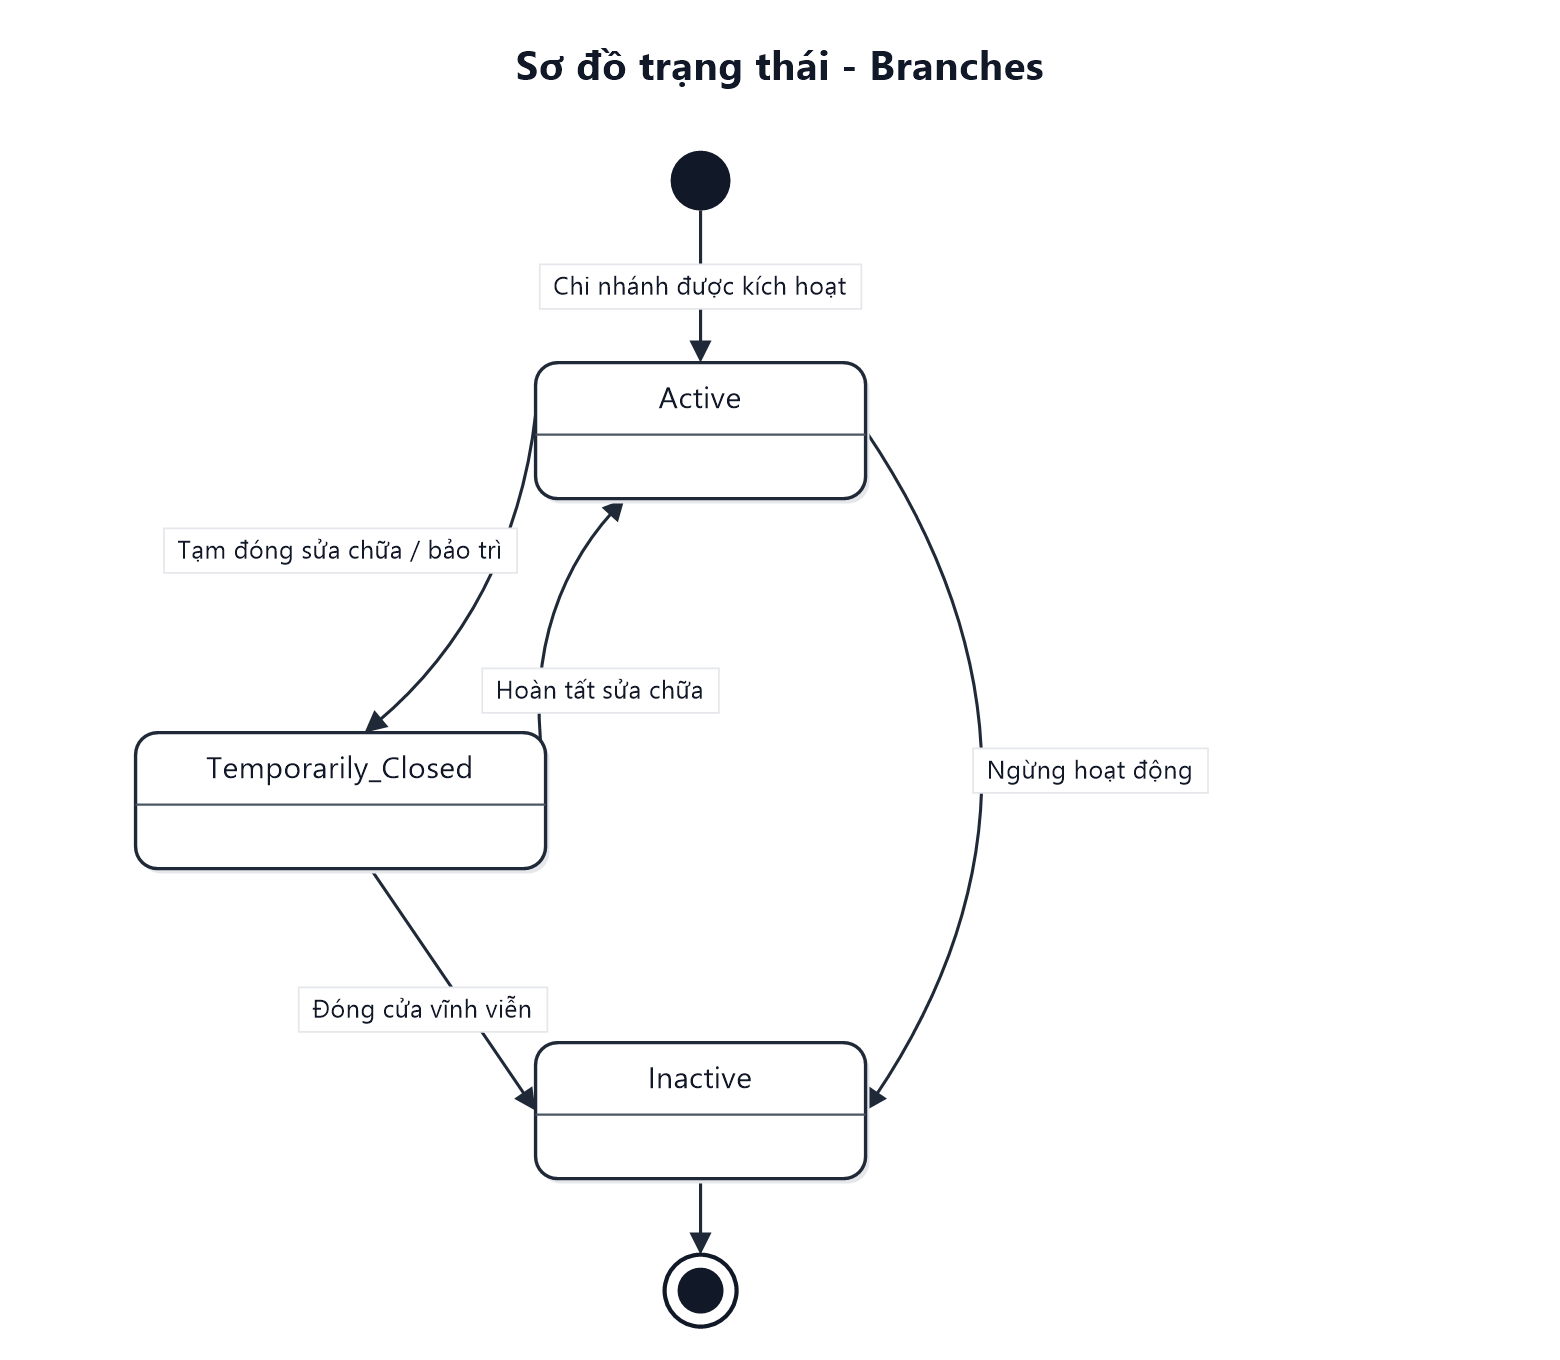 Sơ đồ trạng thái - Branches
Chi nhánh được kích hoạt
Active
Tạm đóng sửa chữa / bảo trì
Hoàn tất sửa chữa
Temporarily_Closed
Ngừng hoạt động
Đóng cửa vĩnh viễn
Inactive